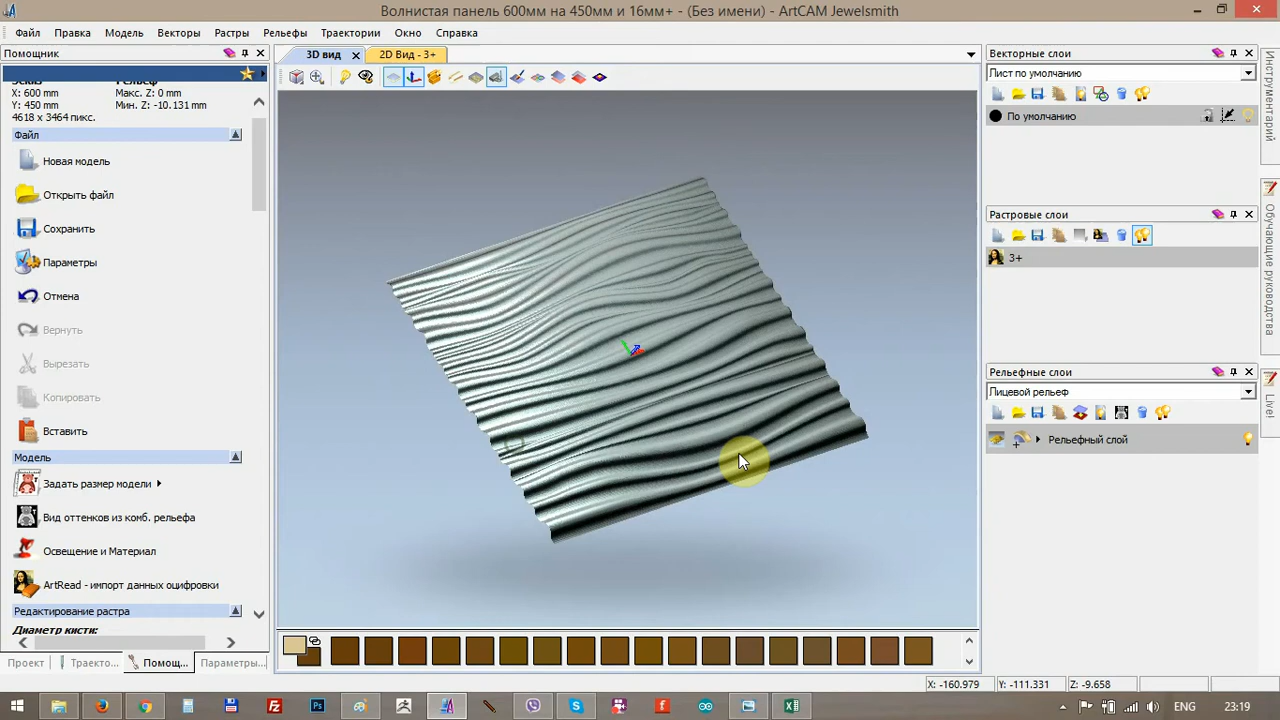 Волнистая панель 600мм на 450мм и 16мм+ - (Без имени) - ArtCAM Jewelsmith
Файл Правка Модель Векторы Растры Рельефы Траектории Окно Справка
Помощник
Эскиз Рельеф
X: 600 mm Макс. Z: 0 mm
Y: 450 mm Мин. Z: -10.131 mm
4618 x 3464 пикс.
Файл
Новая модель
Открыть файл
Сохранить
Параметры
Отмена
Вернуть
Вырезать
Копировать
Вставить
Модель
Задать размер модели
Вид оттенков из комб. рельефа
Освещение и Материал
ArtRead - импорт данных оцифровки
Редактирование растра
Диаметр кисти:
Проект Траекто... Помощ... Параметры...
3D вид 2D Вид - 3+
Векторные слои
Лист по умолчанию
По умолчанию
Растровые слои
3+
Рельефные слои
Лицевой рельеф
Рельефный слой
Инструментарий
Обучающие руководства
Live!
X: -160.979 Y: -111.331 Z: -9.658
ENG 23:19